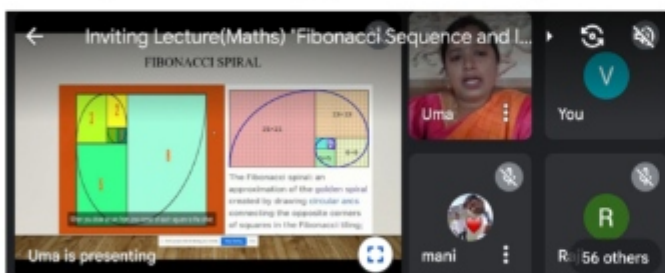 Inviting Lecture(Maths) "Fibonacci Sequence and I...
FIBONACCI SPIRAL
1
2
1
1
The Fibonacci spiral: an
approximation of the golden spiral
created by drawing circular arcs
connecting the opposite corners
of squares in the Fibonacci tiling;
Uma is presenting
Uma
V
You
mani
R
56 others